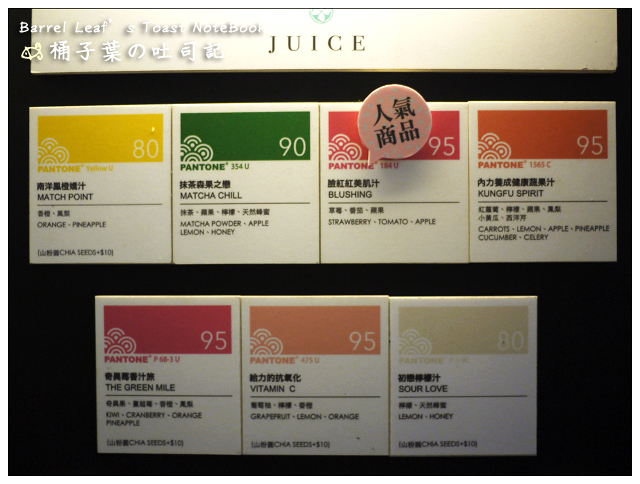 Barrel Leaf’s Toast NoteBook
桶子葉の吐司記
JUICE
80
PANTONE® Yellow U
南洋鳳橙嬌汁
MATCH POINT
香橙、鳳梨
ORANGE、PINEAPPLE
(山粉圓CHIA SEEDS+$10)
90
PANTONE® 354 U
抹茶森果之戀
MATCHA CHILL
抹茶、蘋果、檸檬、天然蜂蜜
MATCHA POWDER、APPLE
LEMON、HONEY
人氣
商品
95
PANTONE® 184 U
臉紅紅美肌汁
BLUSHING
草莓、番茄、蘋果
STRAWBERRY、TOMATO、APPLE
95
PANTONE® 1565 C
內力養成健康蔬果汁
KUNGFU SPIRIT
紅蘿蔔、檸檬、蘋果、鳳梨
小黃瓜、西洋芹
CARROTS、LEMON、APPLE、PINEAPPLE
CUCUMBER、CELERY
95
PANTONE® P 68-3 U
奇異莓香汁旅
THE GREEN MILE
奇異果、蔓越莓、香橙、鳳梨
KIWI、CRANBERRY、ORANGE
PINEAPPLE
(山粉圓CHIA SEEDS+$10)
95
PANTONE® 475 U
給力的抗氧化
VITAMIN C
葡萄柚、檸檬、香橙
GRAPEFRUIT、LEMON、ORANGE
(山粉圓CHIA SEEDS+$10)
80
PANTONE®
初戀檸檬汁
SOUR LOVE
檸檬、天然蜂蜜
LEMON、HONEY
(山粉圓CHIA SEEDS+$10)